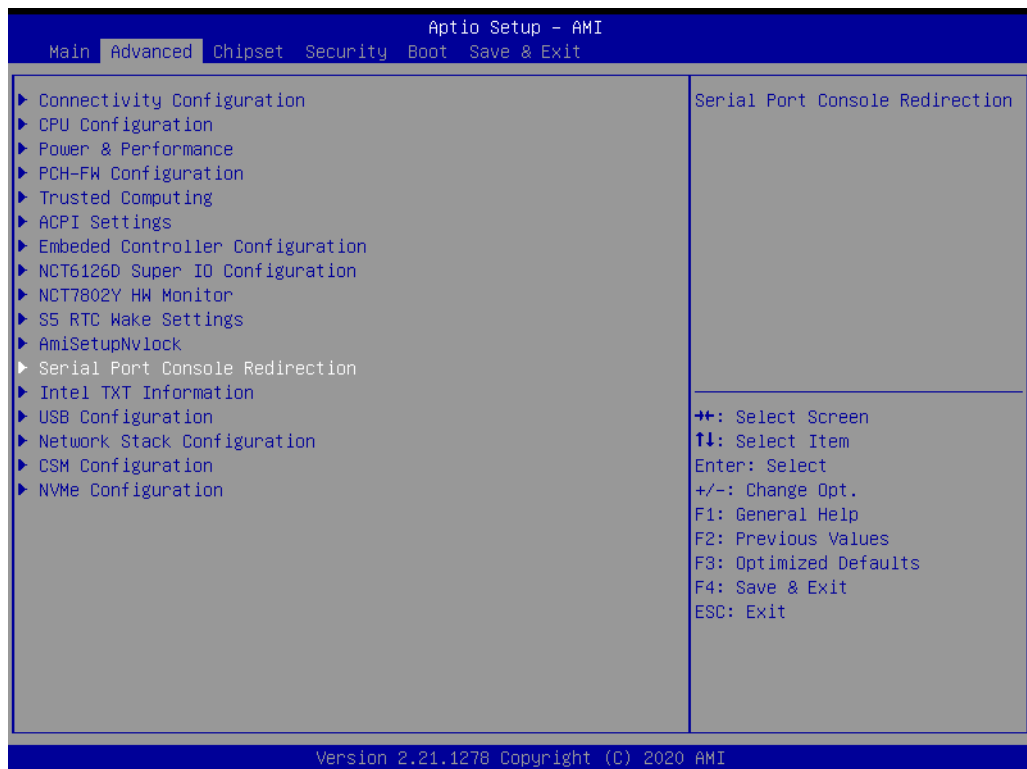 Aptio Setup – AMI
Main Advanced Chipset Security Boot Save & Exit
▶ Connectivity Configuration
▶ CPU Configuration
▶ Power & Performance
▶ PCH-FW Configuration
▶ Trusted Computing
▶ ACPI Settings
▶ Embeded Controller Configuration
▶ NCT6126D Super IO Configuration
▶ NCT7802Y HW Monitor
▶ S5 RTC Wake Settings
▶ AmiSetupNvlock
▶ Serial Port Console Redirection
▶ Intel TXT Information
▶ USB Configuration
▶ Network Stack Configuration
▶ CSM Configuration
▶ NVMe Configuration
Serial Port Console Redirection
→←: Select Screen
↑↓: Select Item
Enter: Select
+/-: Change Opt.
F1: General Help
F2: Previous Values
F3: Optimized Defaults
F4: Save & Exit
ESC: Exit
Version 2.21.1278 Copyright (C) 2020 AMI